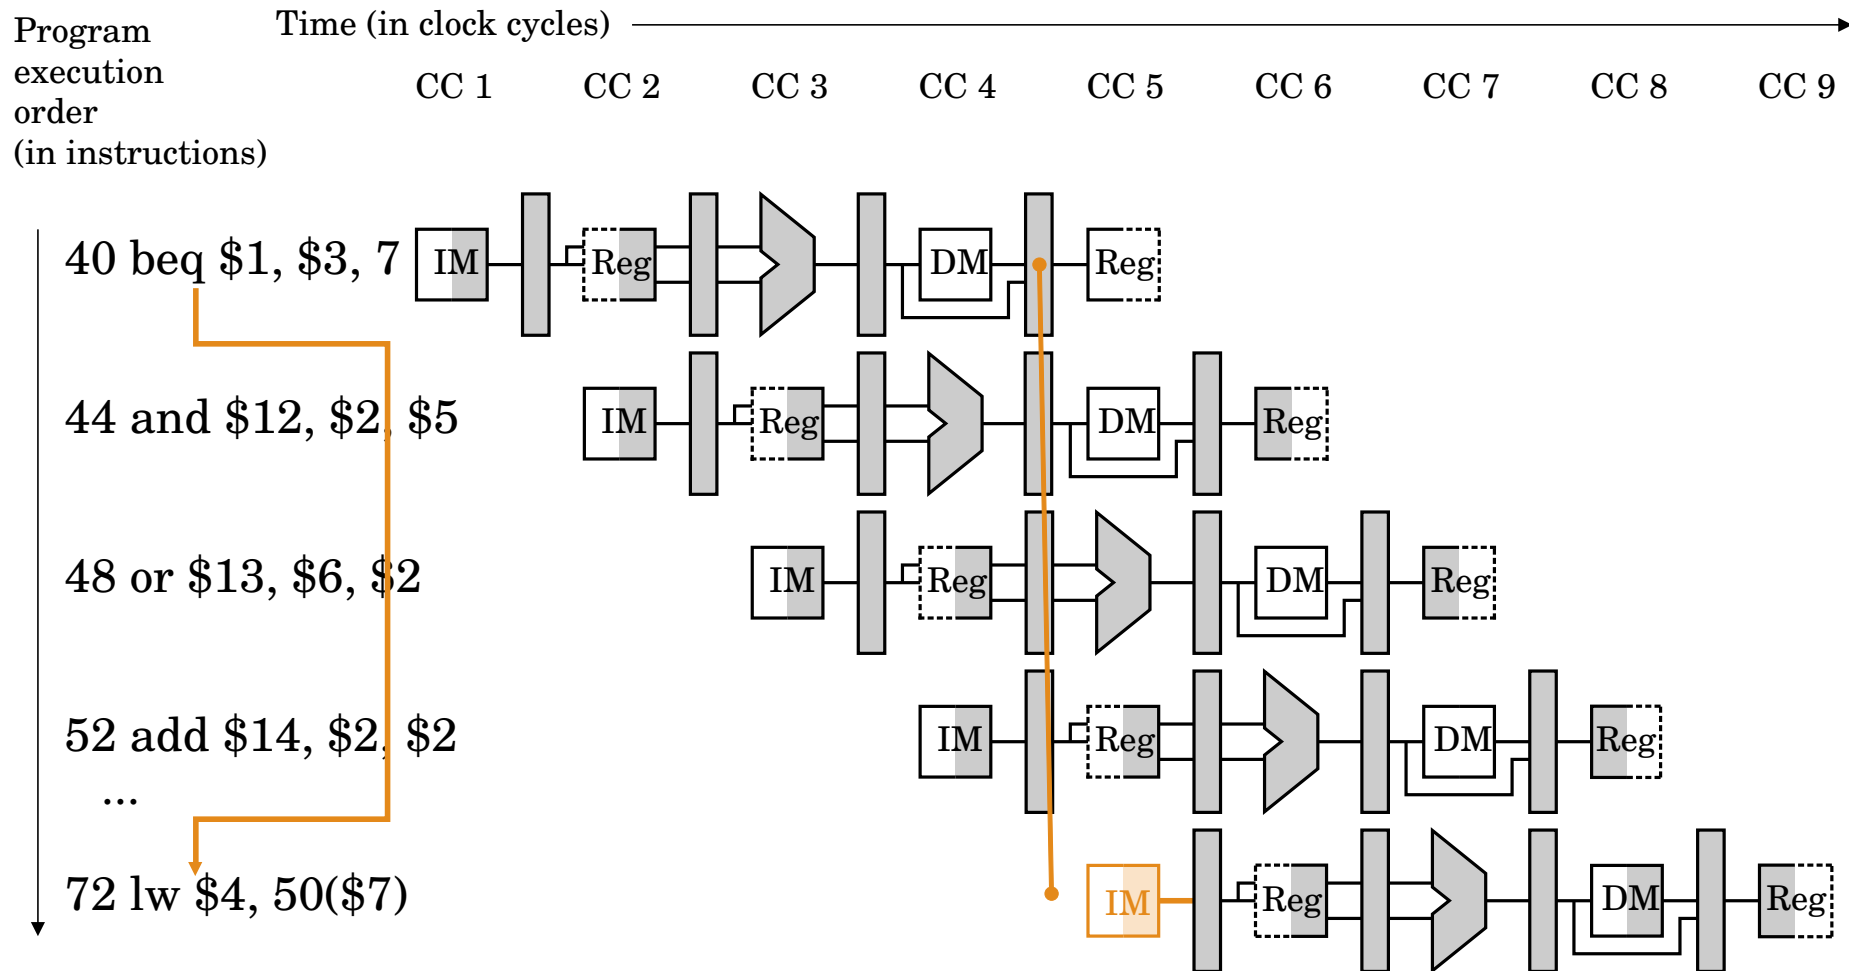 Program
execution
order
(in instructions)
Time (in clock cycles)
CC 1 CC 2 CC 3 CC 4 CC 5 CC 6 CC 7 CC 8 CC 9
40 beq $1, $3, 7 IM Reg DM Reg
44 and $12, $2, $5 IM Reg DM Reg
48 or $13, $6, $2 IM Reg DM Reg
52 add $14, $2, $2 IM Reg DM Reg
...
72 lw $4, 50($7) IM Reg DM Reg